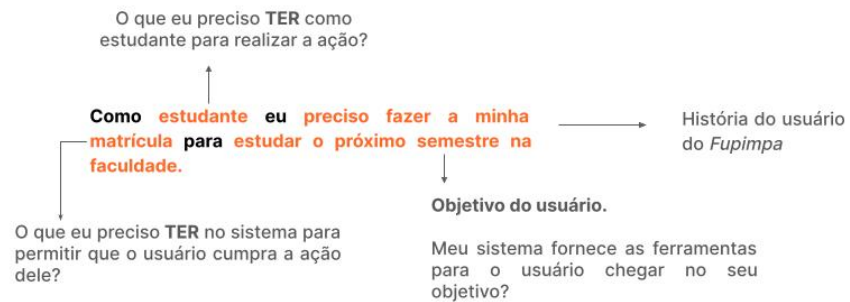 O que eu preciso TER como
estudante para realizar a ação?
Como estudante eu preciso fazer a minha
matrícula para estudar o próximo semestre na
faculdade.
História do usuário
do Fupimpa
Objetivo do usuário.
Meu sistema fornece as ferramentas
para o usuário chegar no seu
objetivo?
O que eu preciso TER no sistema para
permitir que o usuário cumpra a ação
dele?